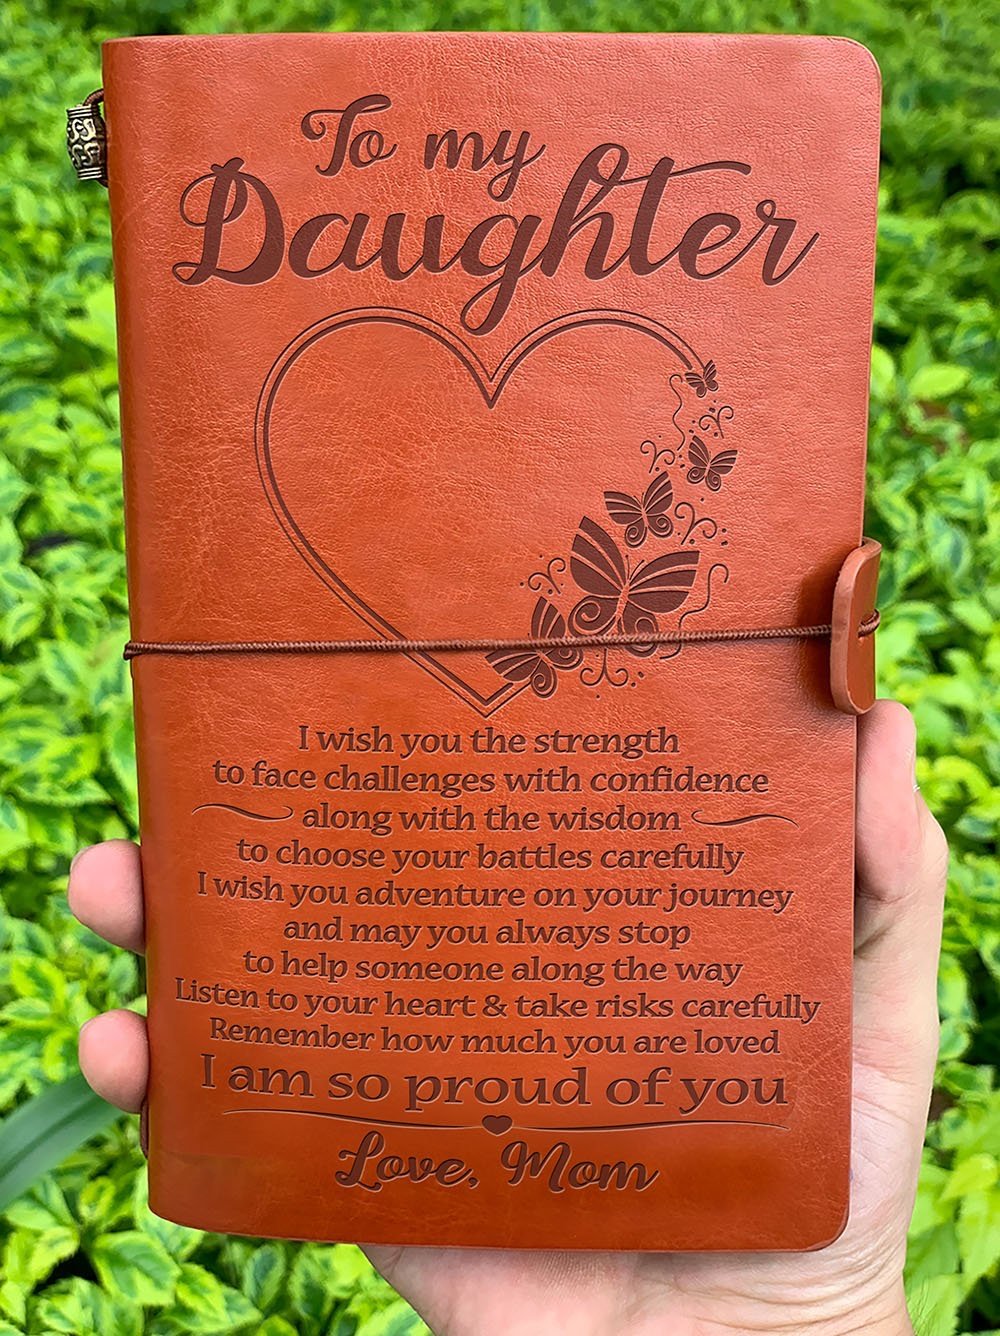 To my
Daughter
I wish you the strength
to face challenges with confidence
along with the wisdom
to choose your battles carefully
I wish you adventure on your journey
and may you always stop
to help someone along the way
Listen to your heart & take risks carefully
Remember how much you are loved
I am so proud of you
Love, Mom